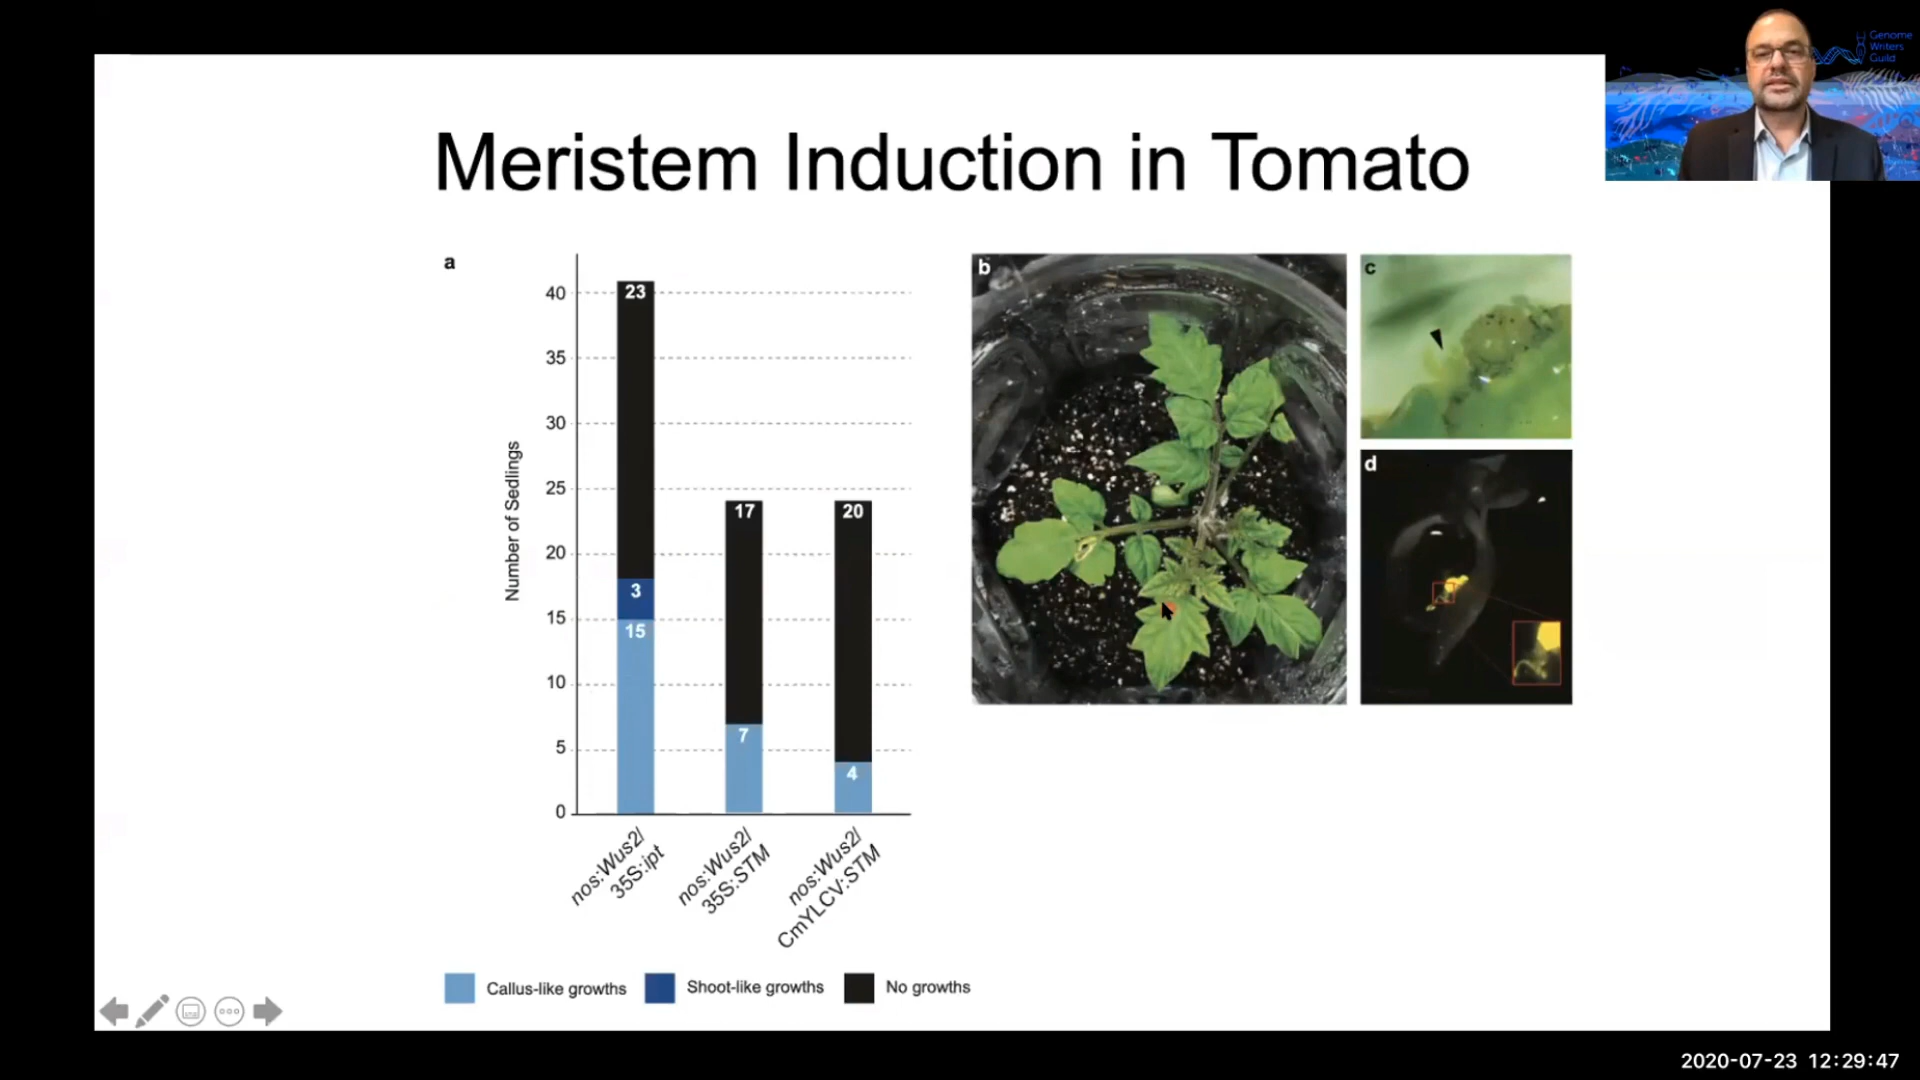 Genome
Writers
Guild
Meristem Induction in Tomato
a
Number of Sedlings
40
35
30
25
20
15
10
5
0
23
3
15
17
7
20
4
nos:Wus2/
35S:ipt
nos:Wus2/
35S:STM
nos:Wus2/
CmYLCV:STM
Callus-like growths
Shoot-like growths
No growths
b
c
d
2020-07-23 12:29:47